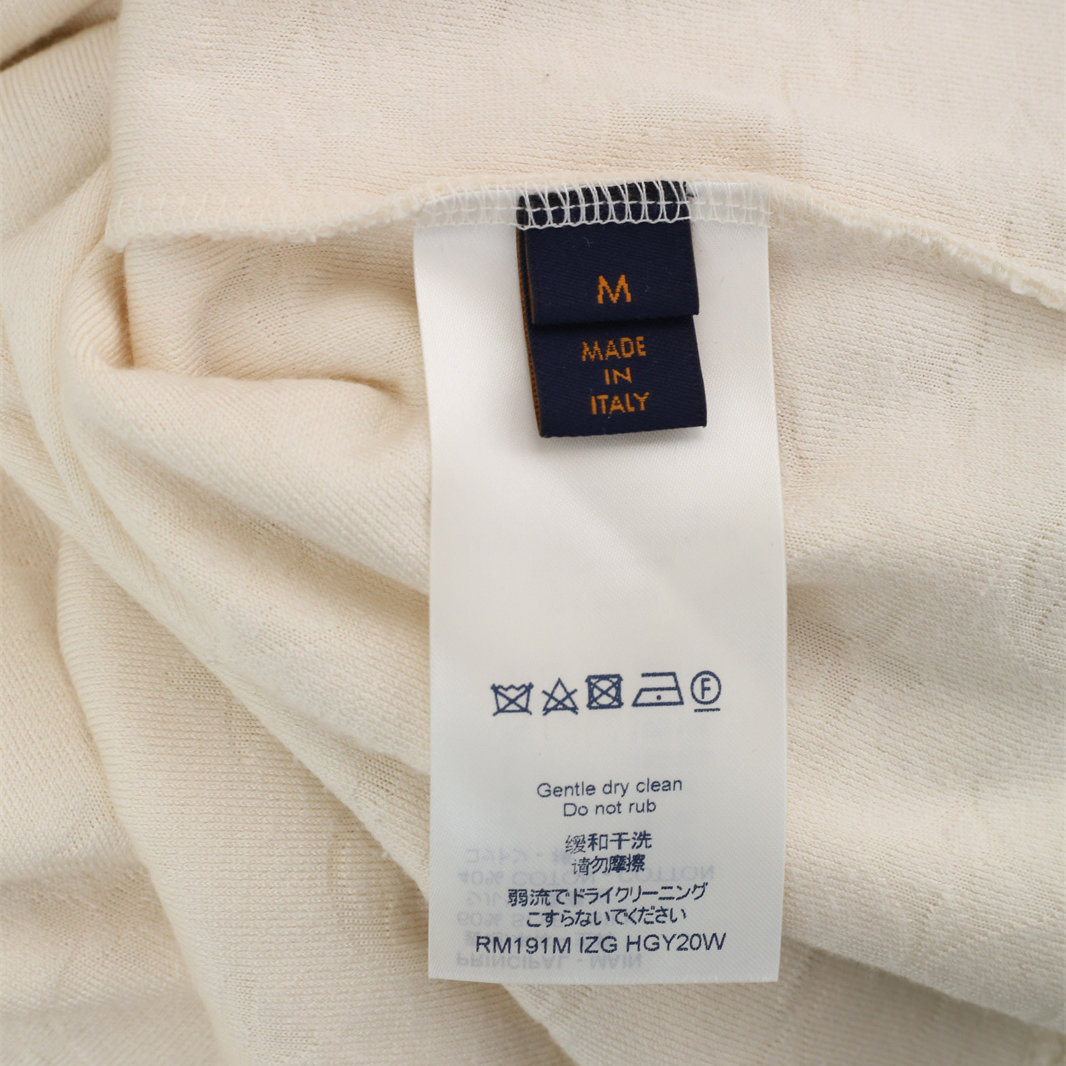 M
MADE
IN
ITALY
F
Gentle dry clean
Do not rub
缓和干洗
请勿摩擦
弱流でドライクリーニング
こすらないでください
RM191M IZG HGY20W
PRINCIPAL - MAIN